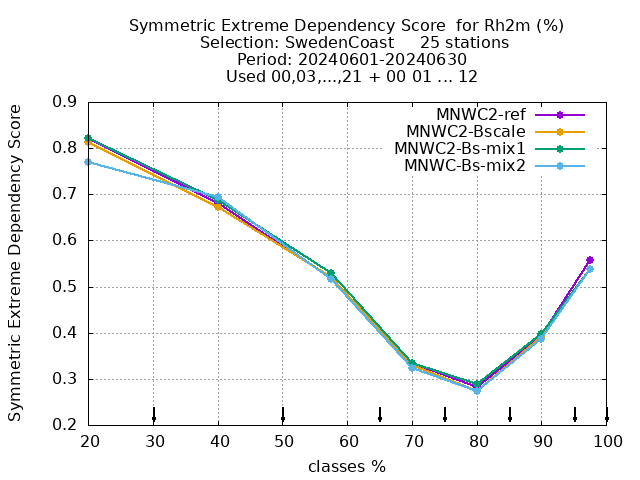 Symmetric Extreme Dependency Score  for Rh2m (%)
Selection: SwedenCoast     25 stations
Period: 20240601-20240630
Used 00,03,...,21 + 00 01 ... 12
MNWC2-ref
MNWC2-Bscale
MNWC2-Bs-mix1
MNWC-Bs-mix2
Symmetric Extreme Dependency Score
0.9
0.8
0.7
0.6
0.5
0.4
0.3
0.2
20 30 40 50 60 70 80 90 100
classes %